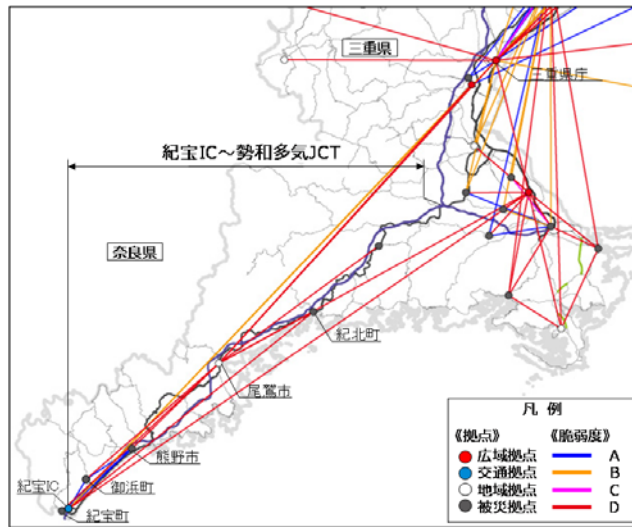 三重県
三重県庁
紀宝IC～勢和多気JCT
奈良県
紀北町
尾鷲市
熊野市
御浜町
紀宝IC
紀宝町
凡 例
《拠点》 《脆弱度》
広域拠点 A
交通拠点 B
地域拠点 C
被災拠点 D